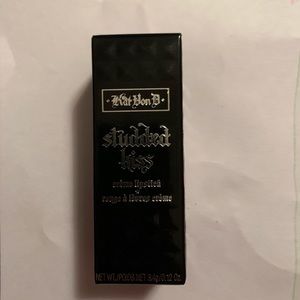 · Kat Von D ·
studded
kiss
crème lipstick
rouge à lèvres crème
NET WT./POIDS NET 3.4g/0.12 Oz.